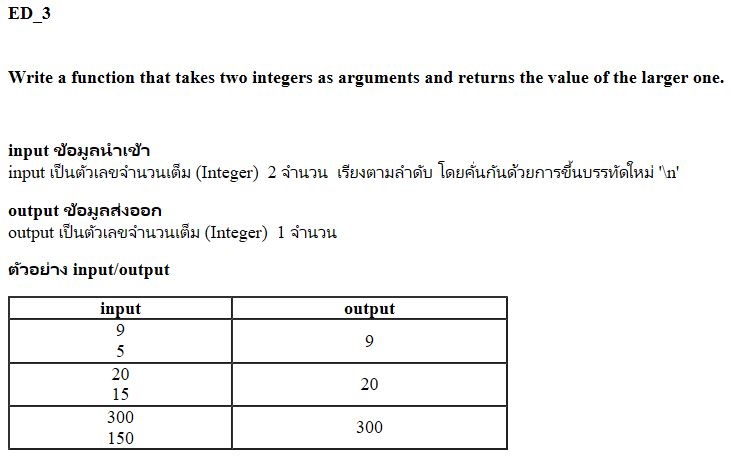 ED_3
Write a function that takes two integers as arguments and returns the value of the larger one.
input ข้อมูลนำเข้า
input เป็นตัวเลขจำนวนเต็ม (Integer) 2 จำนวน เรียงตามลำดับ โดยคั่นกันด้วยการขึ้นบรรทัดใหม่ '\n'
output ข้อมูลส่งออก
output เป็นตัวเลขจำนวนเต็ม (Integer) 1 จำนวน
ตัวอย่าง input/output
input output
9
5
9
20
15
20
300
150
300